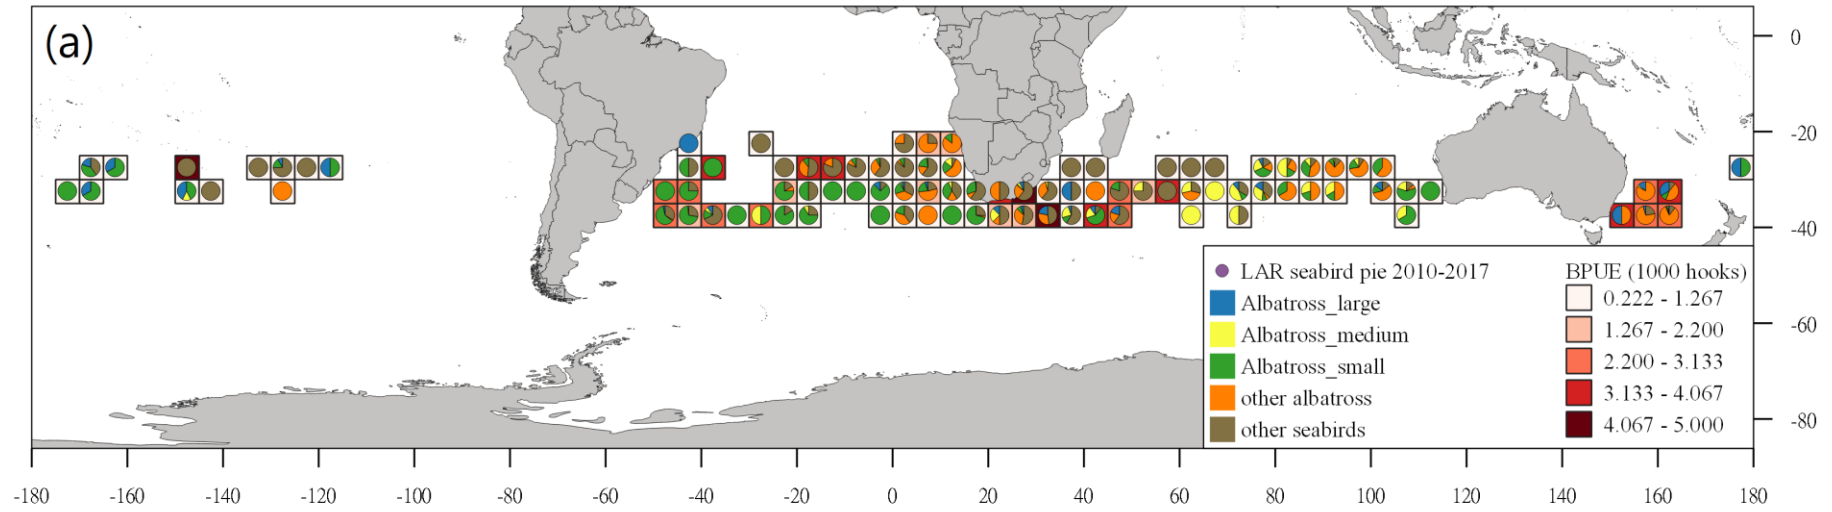 (a)
0
-20
-40
-60
-80
LAR seabird pie 2010-2017
Albatross_large
Albatross_medium
Albatross_small
other albatross
other seabirds
BPUE (1000 hooks)
0.222 - 1.267
1.267 - 2.200
2.200 - 3.133
3.133 - 4.067
4.067 - 5.000
-180 -160 -140 -120 -100 -80 -60 -40 -20 0 20 40 60 80 100 120 140 160 180